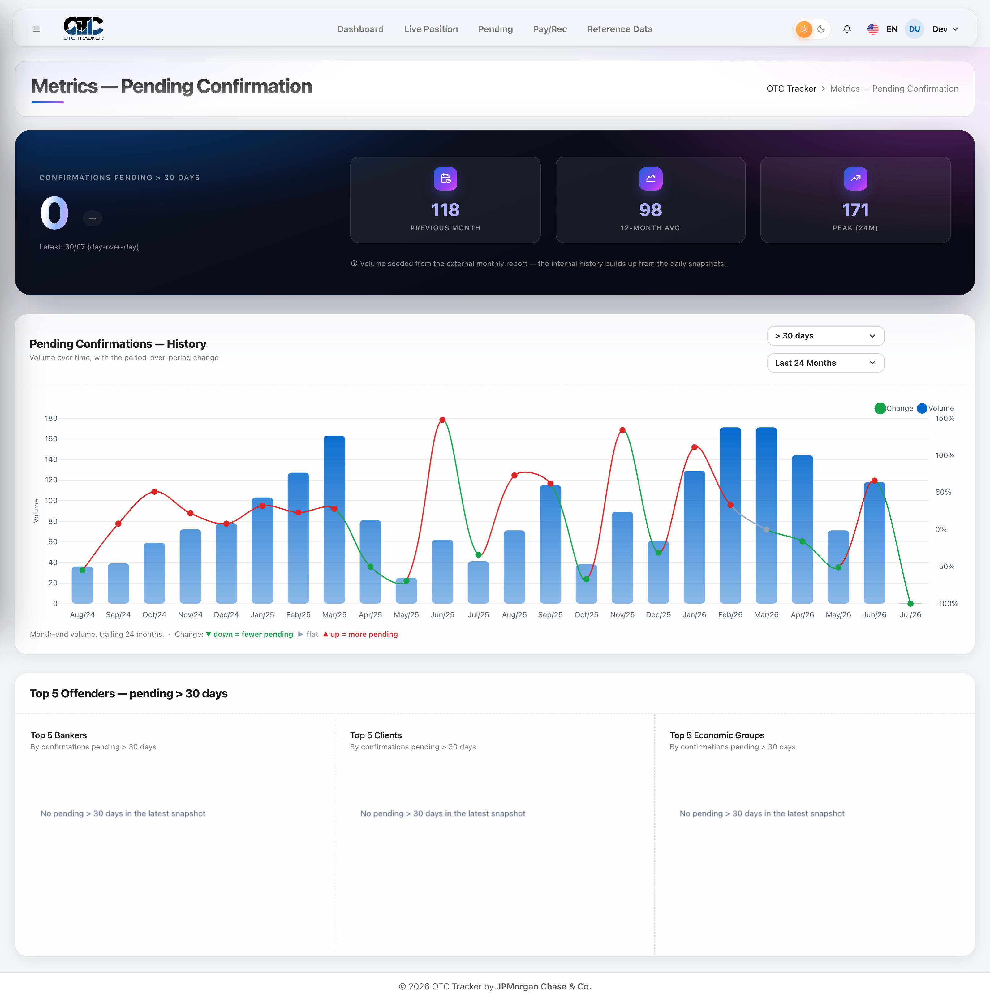 OTC
OTC TRACKER
Dashboard
Live Position
Pending
Pay/Rec
Reference Data
EN
DU
Dev
Metrics — Pending Confirmation
OTC Tracker > Metrics — Pending Confirmation
CONFIRMATIONS PENDING > 30 DAYS
0
–
Latest: 30/07 (day-over-day)
118
PREVIOUS MONTH
98
12-MONTH AVG
171
PEAK (24M)
Volume seeded from the external monthly report — the internal history builds up from the daily snapshots.
Pending Confirmations — History
Volume over time, with the period-over-period change
> 30 days
Last 24 Months
Change
Volume
180
160
140
120
100
80
60
40
20
0
Volume
150%
100%
50%
0%
-50%
-100%
Aug/24
Sep/24
Oct/24
Nov/24
Dec/24
Jan/25
Feb/25
Mar/25
Apr/25
May/25
Jun/25
Jul/25
Aug/25
Sep/25
Oct/25
Nov/25
Dec/25
Jan/26
Feb/26
Mar/26
Apr/26
May/26
Jun/26
Jul/26
Month-end volume, trailing 24 months. · Change: ▼ down = fewer pending ▶ flat ▲ up = more pending
Top 5 Offenders — pending > 30 days
Top 5 Bankers
By confirmations pending > 30 days
No pending > 30 days in the latest snapshot
Top 5 Clients
By confirmations pending > 30 days
No pending > 30 days in the latest snapshot
Top 5 Economic Groups
By confirmations pending > 30 days
No pending > 30 days in the latest snapshot
© 2026 OTC Tracker by JPMorgan Chase & Co.